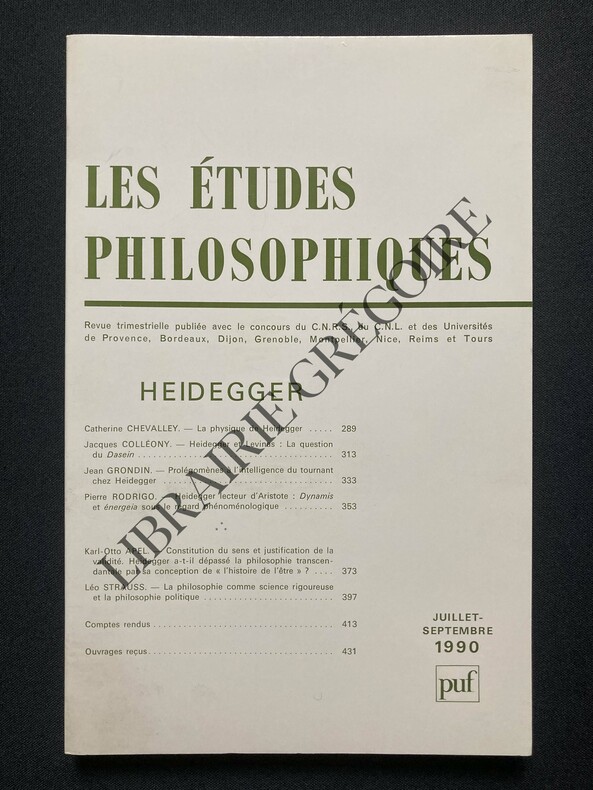 LES ÉTUDES
PHILOSOPHIQUES
Revue trimestrielle publiée avec le concours du C.N.R.S., du C.N.L. et des Universités
de Provence, Bordeaux, Dijon, Grenoble, Montpellier, Nice, Reims et Tours
HEIDEGGER
Catherine CHEVALLEY. — La physique de Heidegger ..... 289
Jacques COLLÉONY. — Heidegger et Levinas : La question
du Dasein .................................... 313
Jean GRONDIN. — Prolégomènes à l'intelligence du tournant
chez Heidegger ............................... 333
Pierre RODRIGO. — Heidegger lecteur d'Aristote : Dynamis
et énergeia sous le regard phénoménologique .......... 353
Karl-Otto APEL. — Constitution du sens et justification de la
validité. Heidegger a-t-il dépassé la philosophie transcen-
dantale par sa conception de « l'histoire de l'être » ? .... 373
Léo STRAUSS. — La philosophie comme science rigoureuse
et la philosophie politique ........................ 397
Comptes rendus .................................. 413
Ouvrages reçus................................... 431
JUILLET-
SEPTEMBRE
1990
puf
LIBRAIRIE GRÉGOIRE